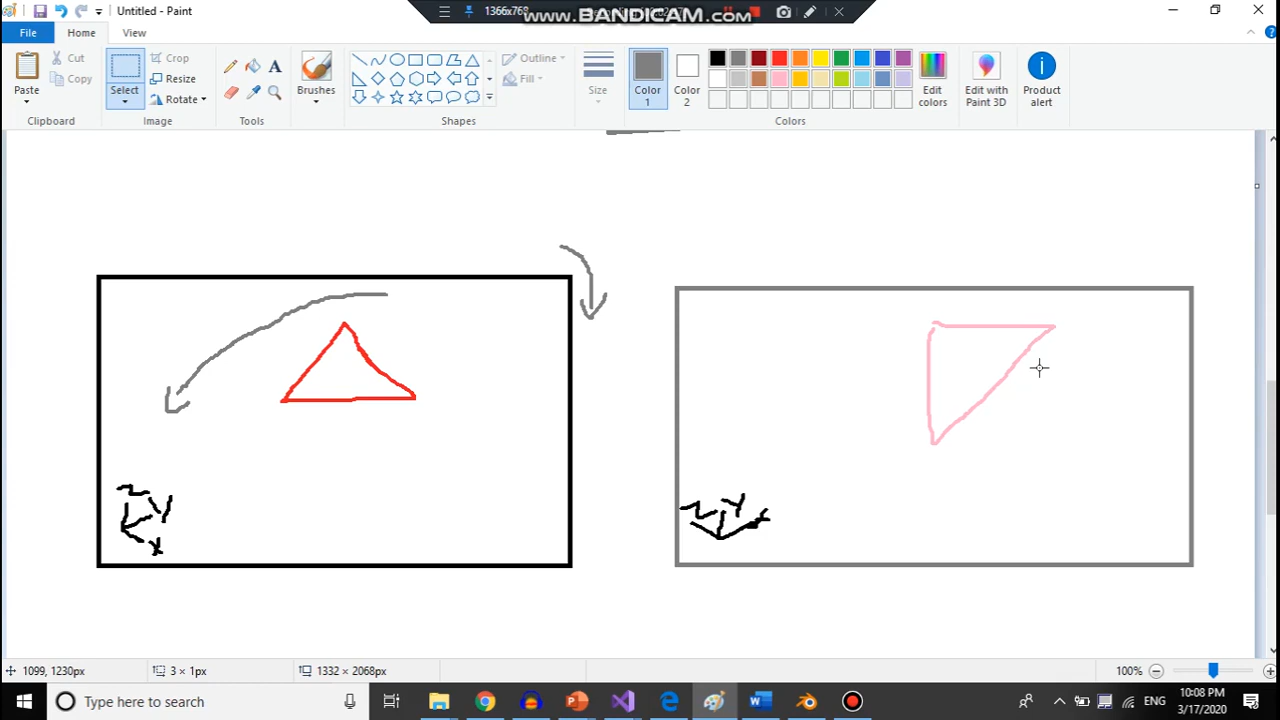 Untitled - Paint
1366x768
www.BANDICAM.com
File
Home
View
Paste
Cut
Copy
Clipboard
Select
Crop
Resize
Rotate
Image
Tools
Brushes
Outline
Fill
Shapes
Size
Color
1
Color
2
Edit
colors
Colors
Edit with
Paint 3D
Product
alert
Z
Y
X
Z
Y
X
1099, 1230px
3 × 1px
1332 × 2068px
100%
Type here to search
ENG
10:08 PM
3/17/2020